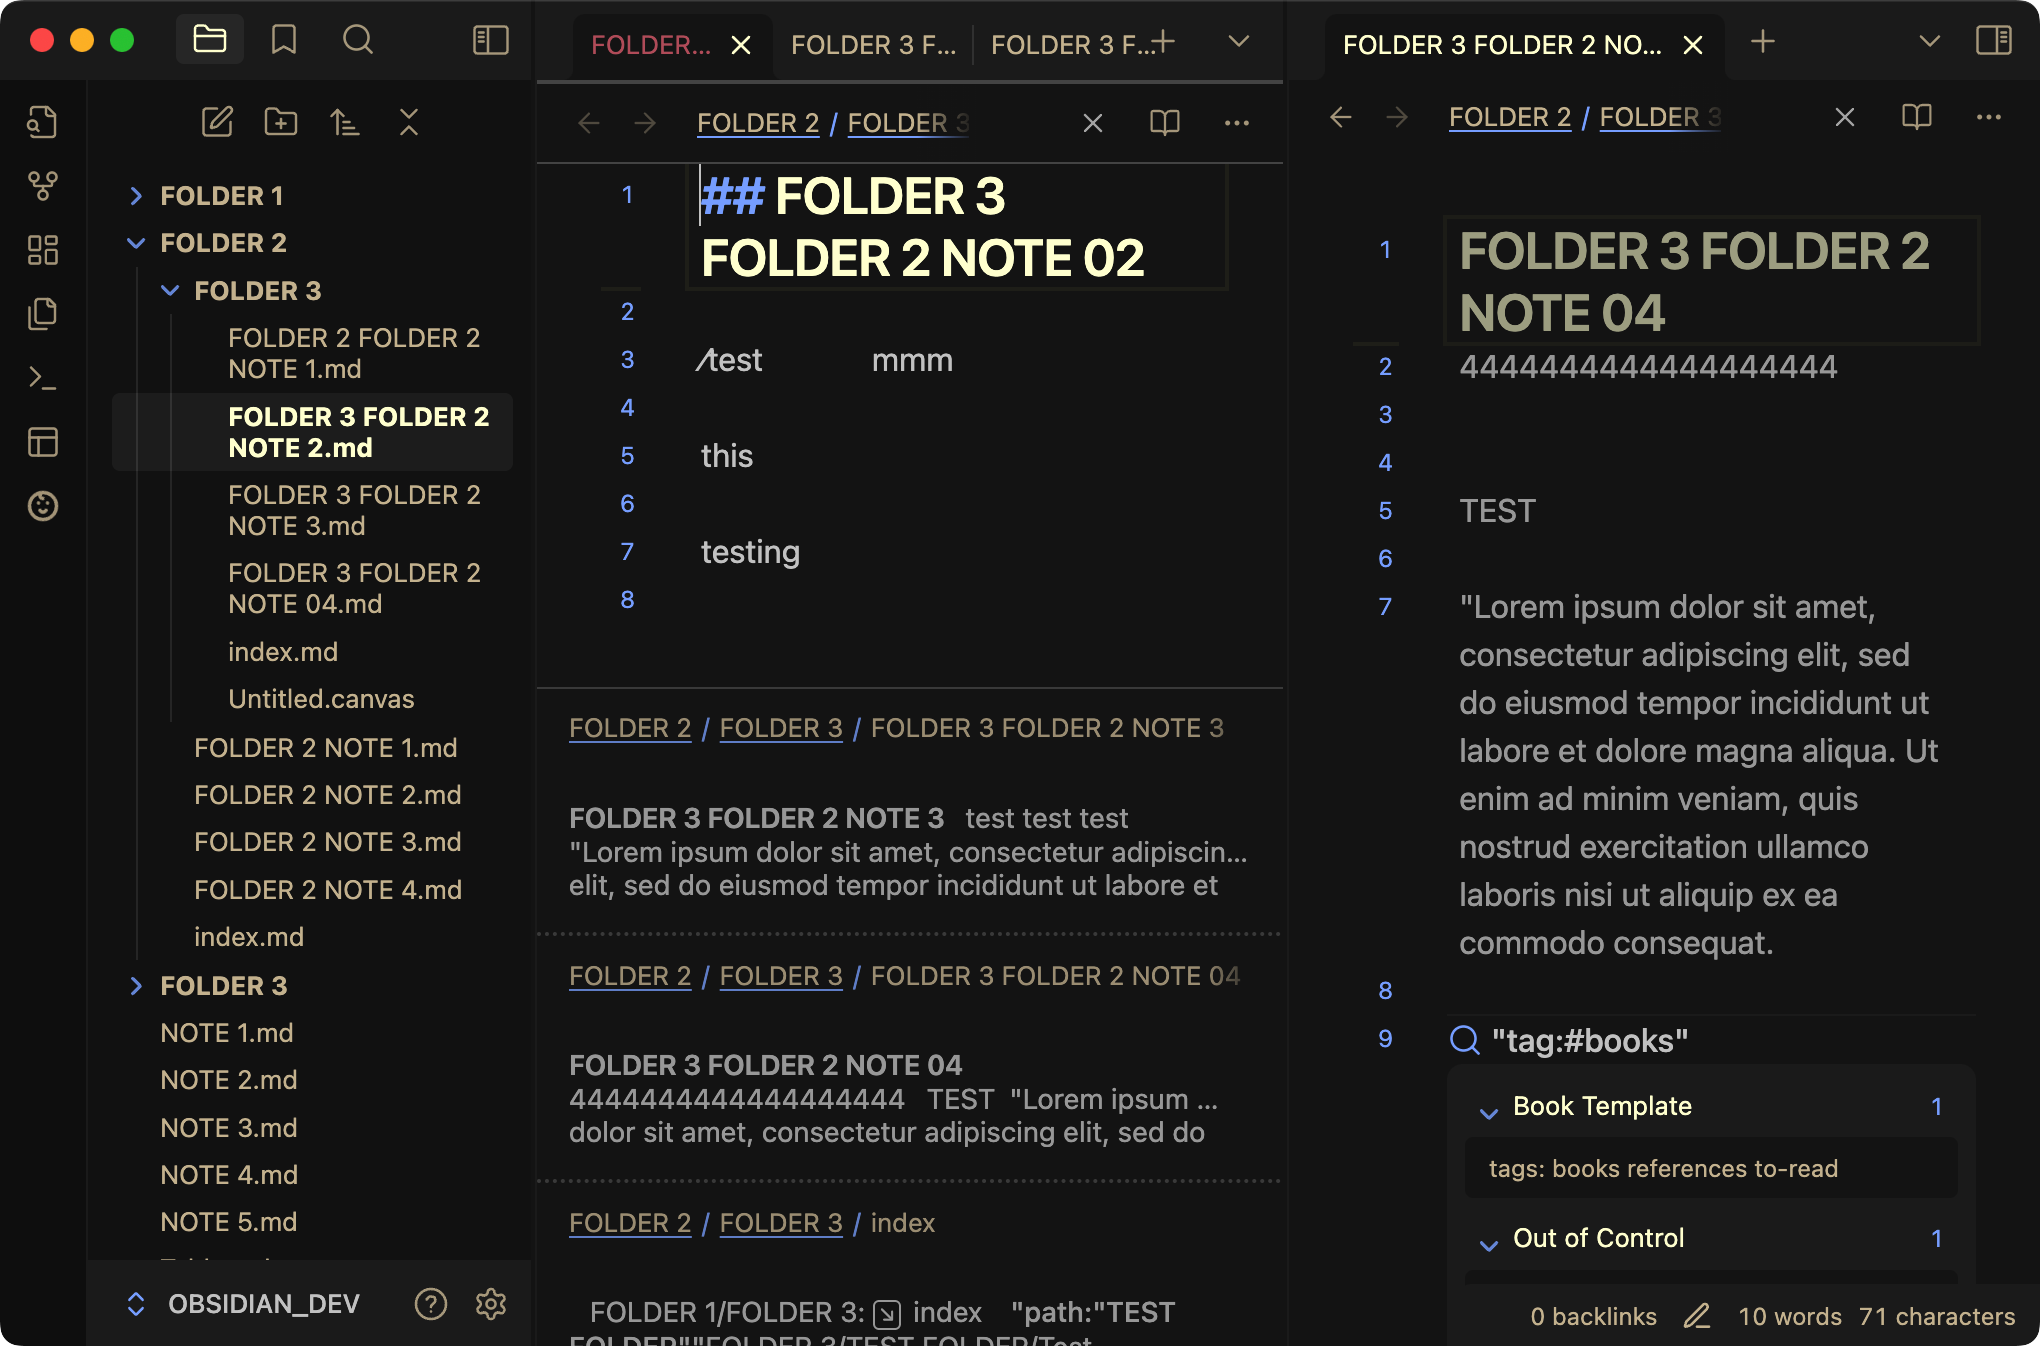 FOLDER 1
FOLDER 2
FOLDER 3
FOLDER 2 FOLDER 2
NOTE 1.md
FOLDER 3 FOLDER 2
NOTE 2.md
FOLDER 3 FOLDER 2
NOTE 3.md
FOLDER 3 FOLDER 2
NOTE 04.md
index.md
Untitled.canvas
FOLDER 2 NOTE 1.md
FOLDER 2 NOTE 2.md
FOLDER 2 NOTE 3.md
FOLDER 2 NOTE 4.md
index.md
FOLDER 3
NOTE 1.md
NOTE 2.md
NOTE 3.md
NOTE 4.md
NOTE 5.md
OBSIDIAN_DEV
FOLDER... FOLDER 3 F... FOLDER 3 F...
FOLDER 2 / FOLDER 3
1 ## FOLDER 3
FOLDER 2 NOTE 02
2
3 /test mmm
4
5 this
6
7 testing
8
FOLDER 2 / FOLDER 3 / FOLDER 3 FOLDER 2 NOTE 3
FOLDER 3 FOLDER 2 NOTE 3 test test test
"Lorem ipsum dolor sit amet, consectetur adipiscin...
elit, sed do eiusmod tempor incididunt ut labore et
FOLDER 2 / FOLDER 3 / FOLDER 3 FOLDER 2 NOTE 04
FOLDER 3 FOLDER 2 NOTE 04
4444444444444444444 TEST "Lorem ipsum ...
dolor sit amet, consectetur adipiscing elit, sed do
FOLDER 2 / FOLDER 3 / index
FOLDER 1/FOLDER 3: index "path:"TEST
FOLDER""FOLDER 3/TEST FOLDER/Test
FOLDER 3 FOLDER 2 NO...
FOLDER 2 / FOLDER 3
1 FOLDER 3 FOLDER 2
NOTE 04
2 4444444444444444444
3
4
5 TEST
6
7 "Lorem ipsum dolor sit amet,
consectetur adipiscing elit, sed
do eiusmod tempor incididunt ut
labore et dolore magna aliqua. Ut
enim ad minim veniam, quis
nostrud exercitation ullamco
laboris nisi ut aliquip ex ea
commodo consequat.
8
9 "tag:#books"
Book Template 1
tags: books references to-read
Out of Control 1
0 backlinks 10 words 71 characters